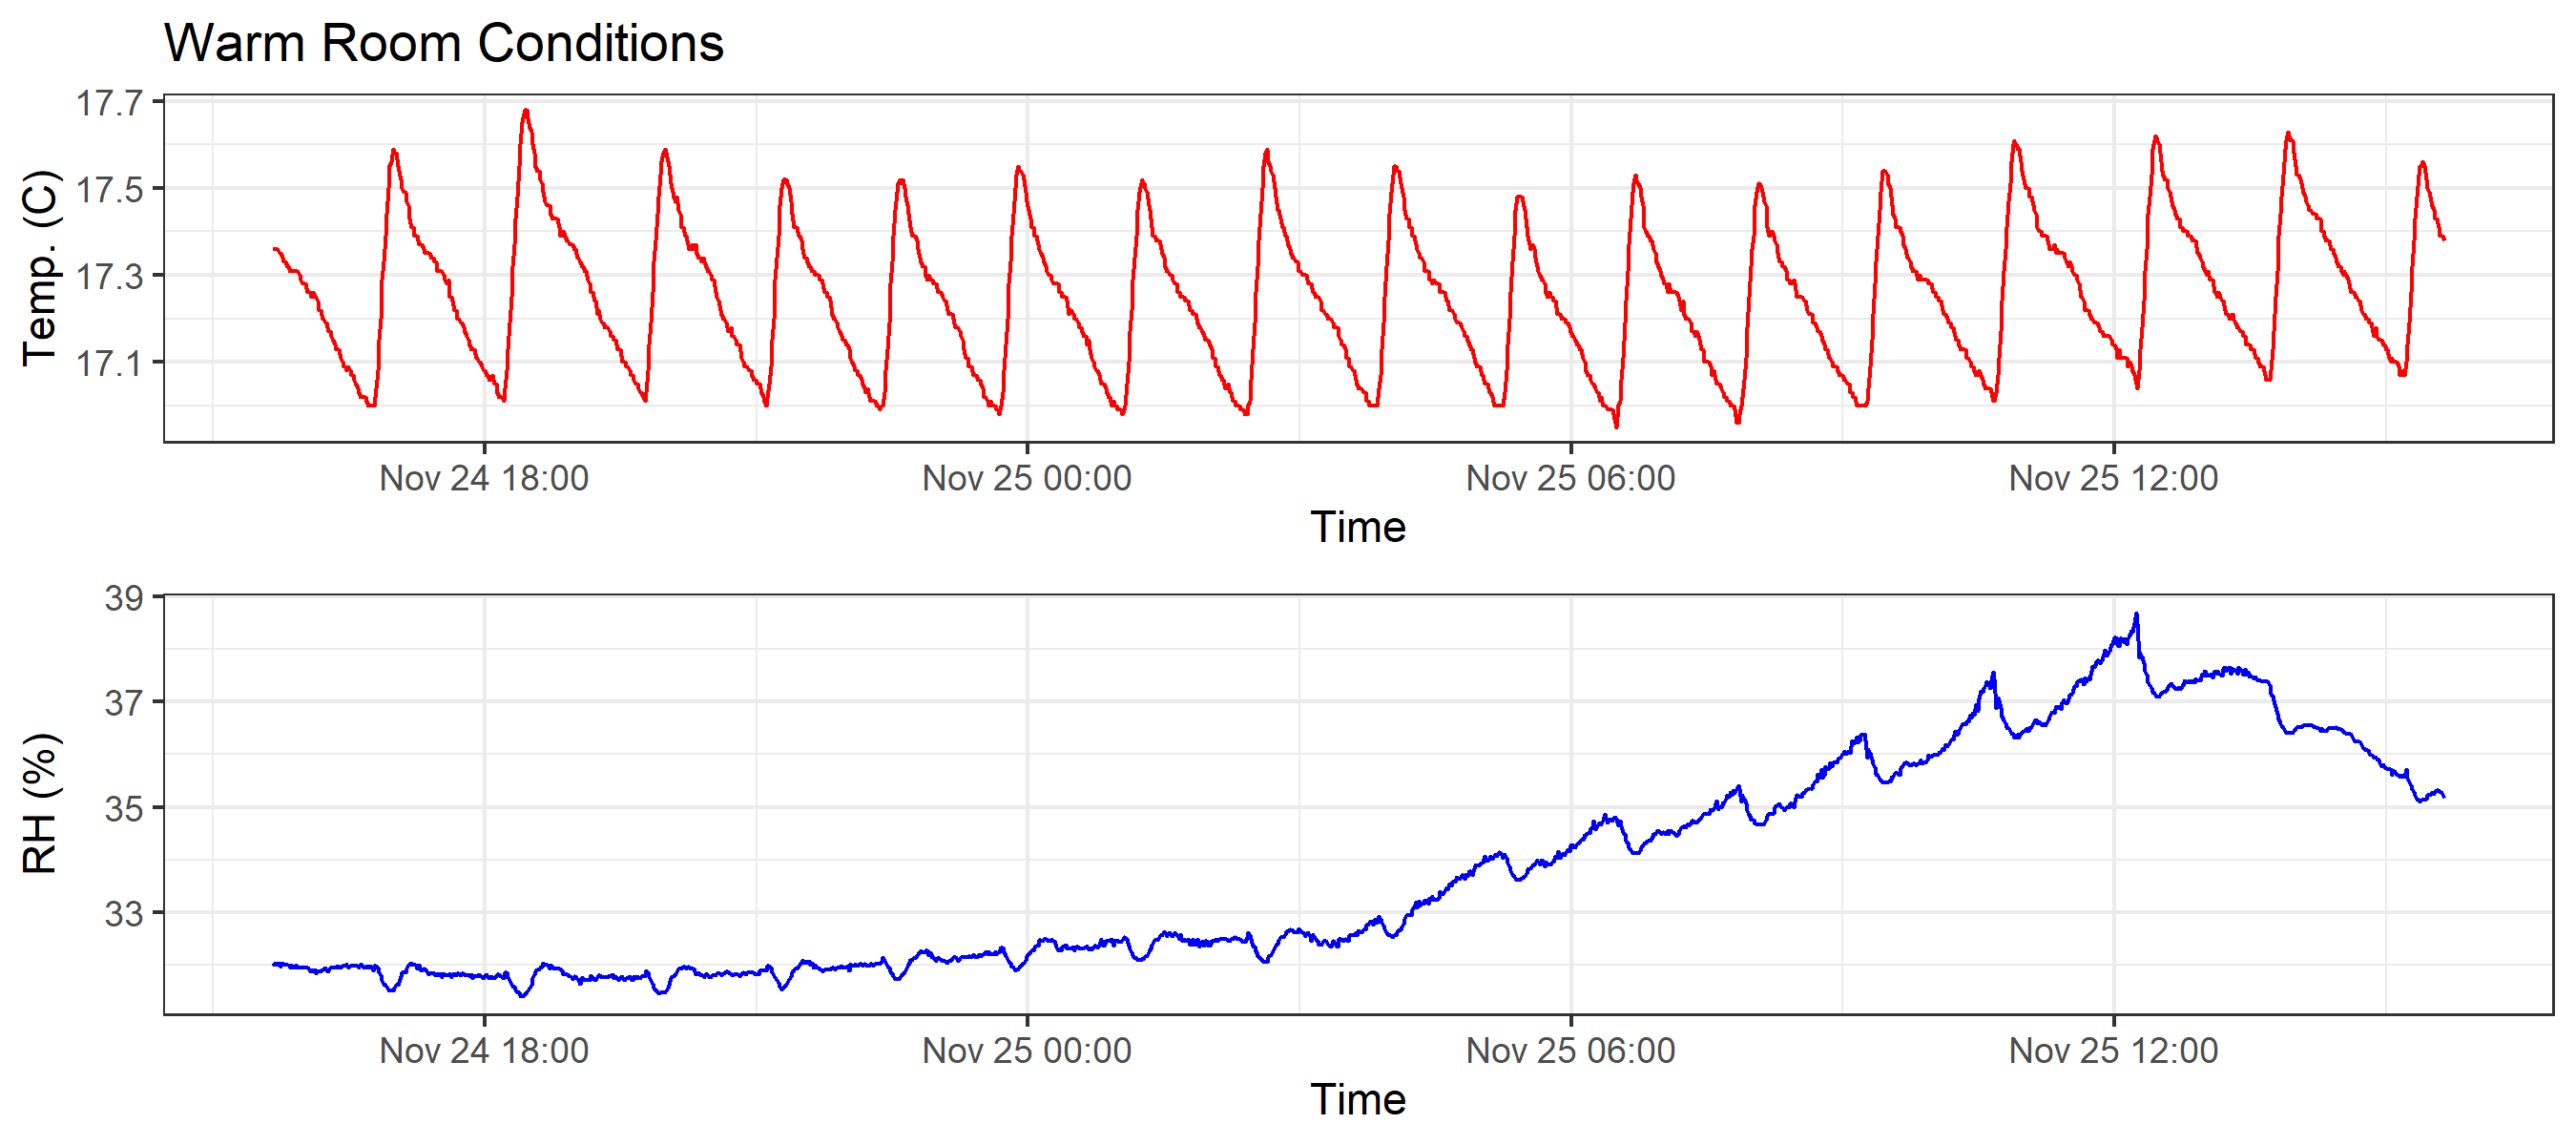 Warm Room Conditions
17.7
17.5
17.3
17.1
Temp. (C)
Nov 24 18:00 Nov 25 00:00 Nov 25 06:00 Nov 25 12:00
Time
39
37
35
33
RH (%)
Nov 24 18:00 Nov 25 00:00 Nov 25 06:00 Nov 25 12:00
Time